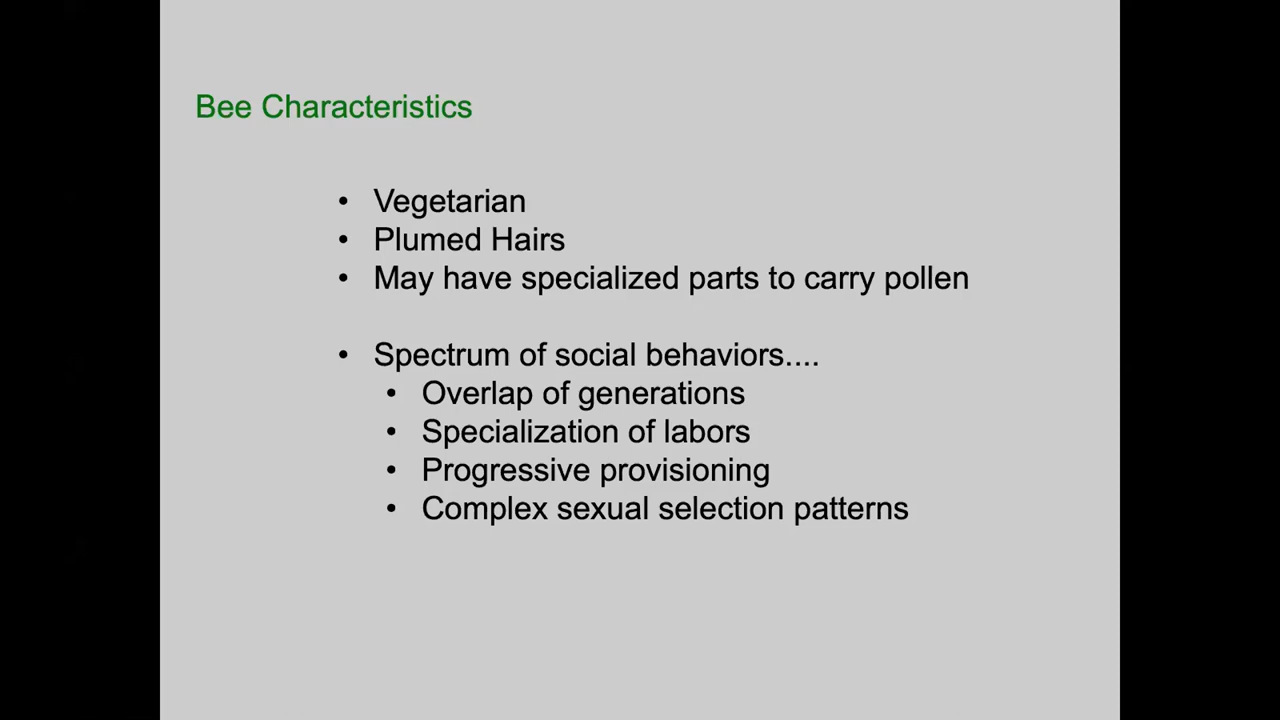 Bee Characteristics
• Vegetarian
• Plumed Hairs
• May have specialized parts to carry pollen
• Spectrum of social behaviors....
• Overlap of generations
• Specialization of labors
• Progressive provisioning
• Complex sexual selection patterns